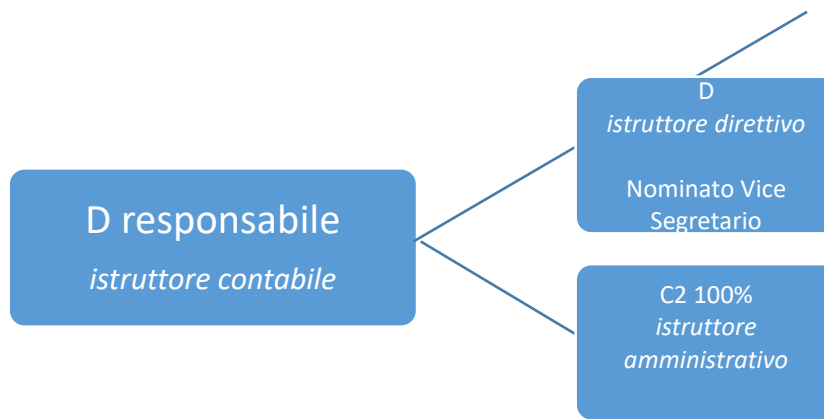 D responsabile
istruttore contabile
D
istruttore direttivo
Nominato Vice
Segretario
C2 100%
istruttore
amministrativo